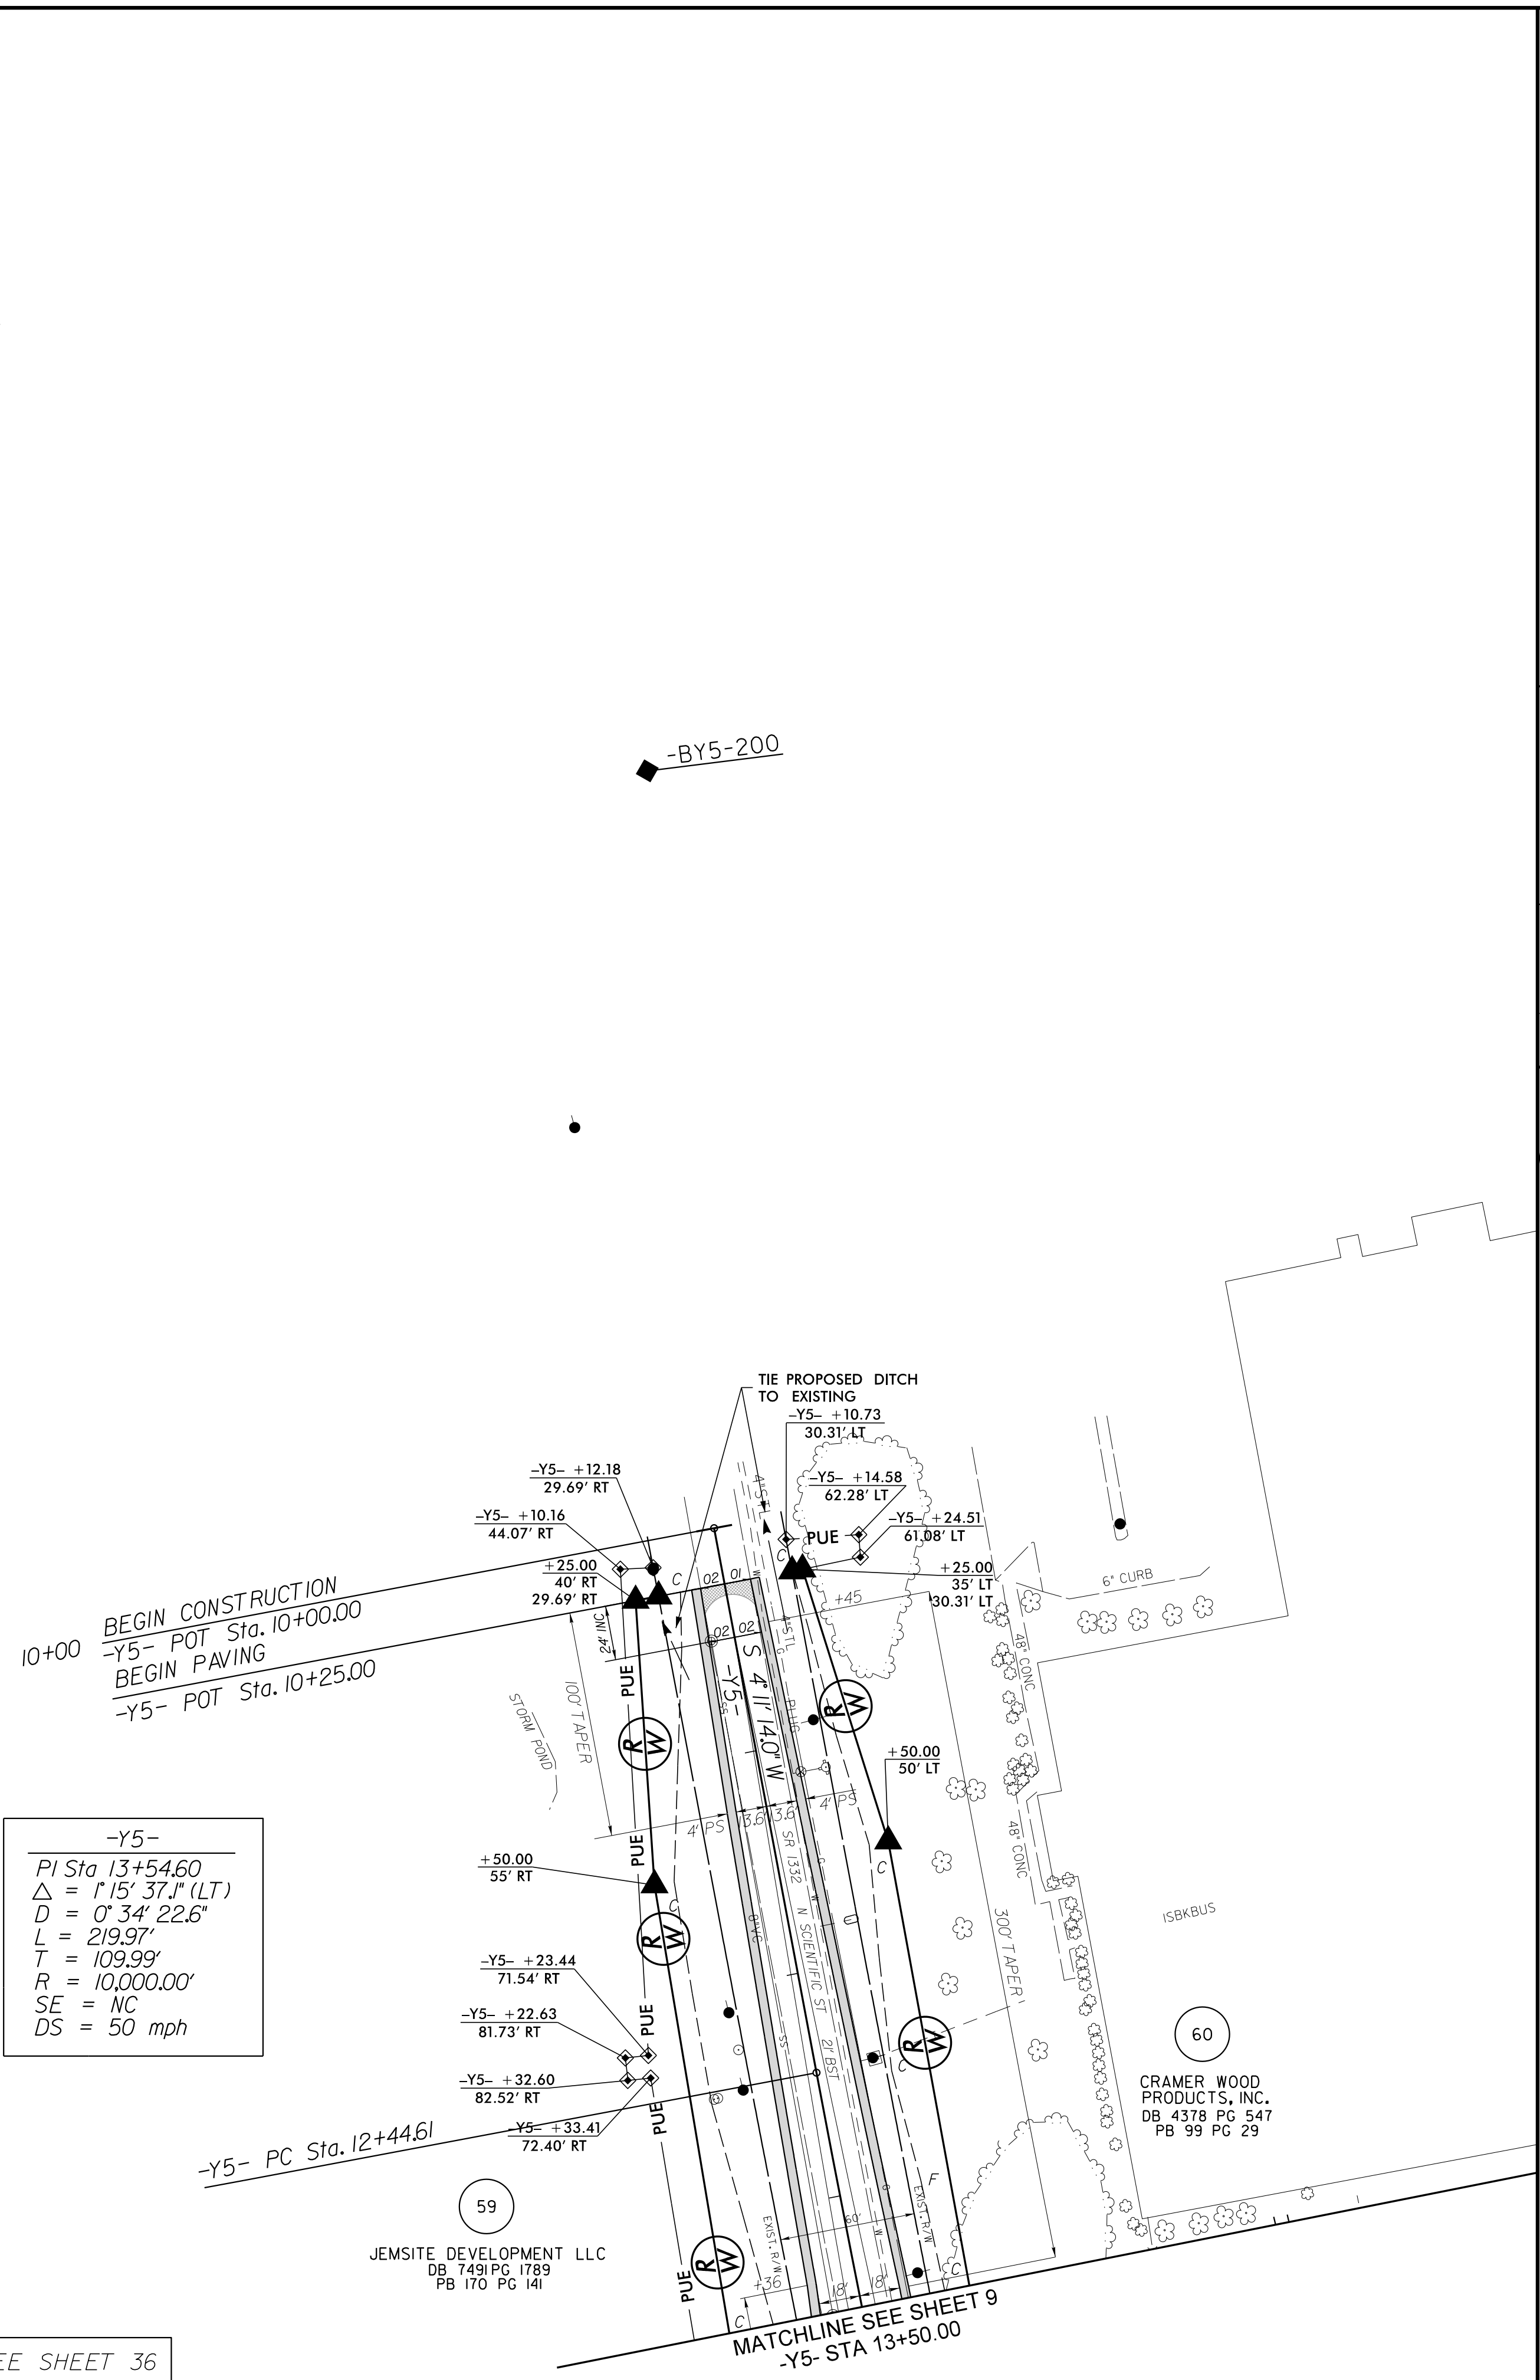 -BY5-200
TIE PROPOSED DITCH
TO EXISTING
-Y5- +10.73
30.31' LT
-Y5- +12.18
29.69' RT
-Y5- +14.58
62.28' LT
-Y5- +10.16
44.07' RT
-Y5- +24.51
61.08' LT
+25.00
40' RT
29.69' RT
+25.00
35' LT
30.31' LT
4"STL
PUE
C
C
02 01
W
6" CURB
+45
BEGIN CONSTRUCTION
10+00
-Y5- POT Sta. 10+00.00
BEGIN PAVING
-Y5- POT Sta. 10+25.00
24' INC
02 02
4"STL
G
48" CONC
PUE
100' TAPER
STORM POND
SS
-Y5-
S 4° 11' 14.0" W
PLUG
R/W
R/W
+50.00
50' LT
4' PS
13.6'
13.6'
4' PS
PUE
SR 1332
N SCIENTIFIC ST
21' BST
G
W
C
48" CONC
-Y5-
PI Sta 13+54.60
△ = 1° 15' 37.1" (LT)
D = 0° 34' 22.6"
L = 219.97'
T = 109.99'
R = 10,000.00'
SE = NC
DS = 50 mph
+50.00
55' RT
C
8"VC
R/W
300' TAPER
ISBKBUS
-Y5- +23.44
71.54' RT
-Y5- +22.63
81.73' RT
PUE
SS
R/W
C
-Y5- +32.60
82.52' RT
PUE
-Y5- +33.41
72.40' RT
-Y5- PC Sta. 12+44.61
60
CRAMER WOOD
PRODUCTS, INC.
DB 4378 PG 547
PB 99 PG 29
59
JEMSITE DEVELOPMENT LLC
DB 7491 PG 1789
PB 170 PG 141
F
G
EXIST. R/W
60'
EXIST. R/W
W
R/W
PUE
+36
18'
18'
C
C
MATCHLINE SEE SHEET 9
-Y5- STA 13+50.00
SHEET 36